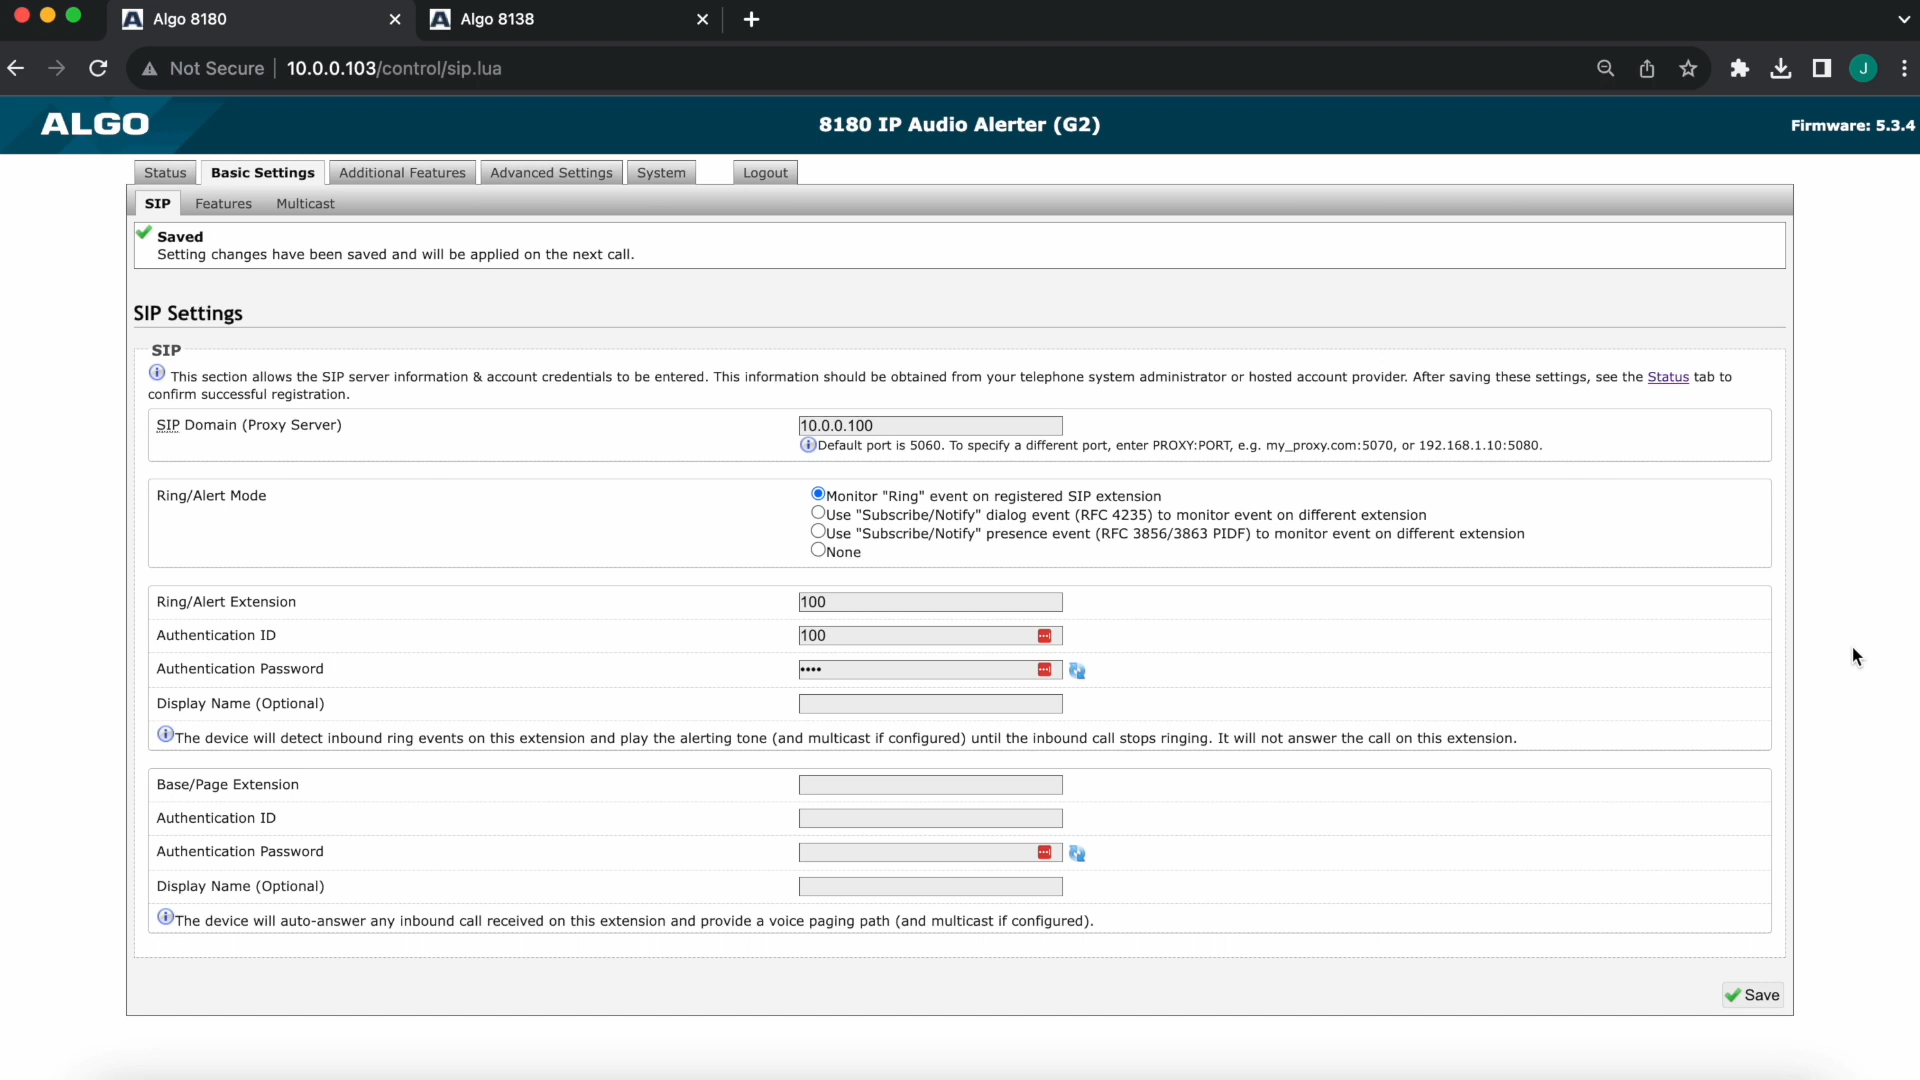 Algo 8180
Algo 8138
Not Secure
10.0.0.103/control/sip.lua
J
ALGO
8180 IP Audio Alerter (G2)
Firmware: 5.3.4
Status
Basic Settings
Additional Features
Advanced Settings
System
Logout
SIP
Features
Multicast
Saved
Setting changes have been saved and will be applied on the next call.
SIP Settings
SIP
This section allows the SIP server information & account credentials to be entered. This information should be obtained from your telephone system administrator or hosted account provider. After saving these settings, see the Status tab to
confirm successful registration.
SIP Domain (Proxy Server)
10.0.0.100
Default port is 5060. To specify a different port, enter PROXY:PORT, e.g. my_proxy.com:5070, or 192.168.1.10:5080.
Ring/Alert Mode
Monitor "Ring" event on registered SIP extension
Use "Subscribe/Notify" dialog event (RFC 4235) to monitor event on different extension
Use "Subscribe/Notify" presence event (RFC 3856/3863 PIDF) to monitor event on different extension
None
Ring/Alert Extension
100
Authentication ID
100
Authentication Password
••••
Display Name (Optional)
The device will detect inbound ring events on this extension and play the alerting tone (and multicast if configured) until the inbound call stops ringing. It will not answer the call on this extension.
Base/Page Extension
Authentication ID
Authentication Password
Display Name (Optional)
The device will auto-answer any inbound call received on this extension and provide a voice paging path (and multicast if configured).
Save